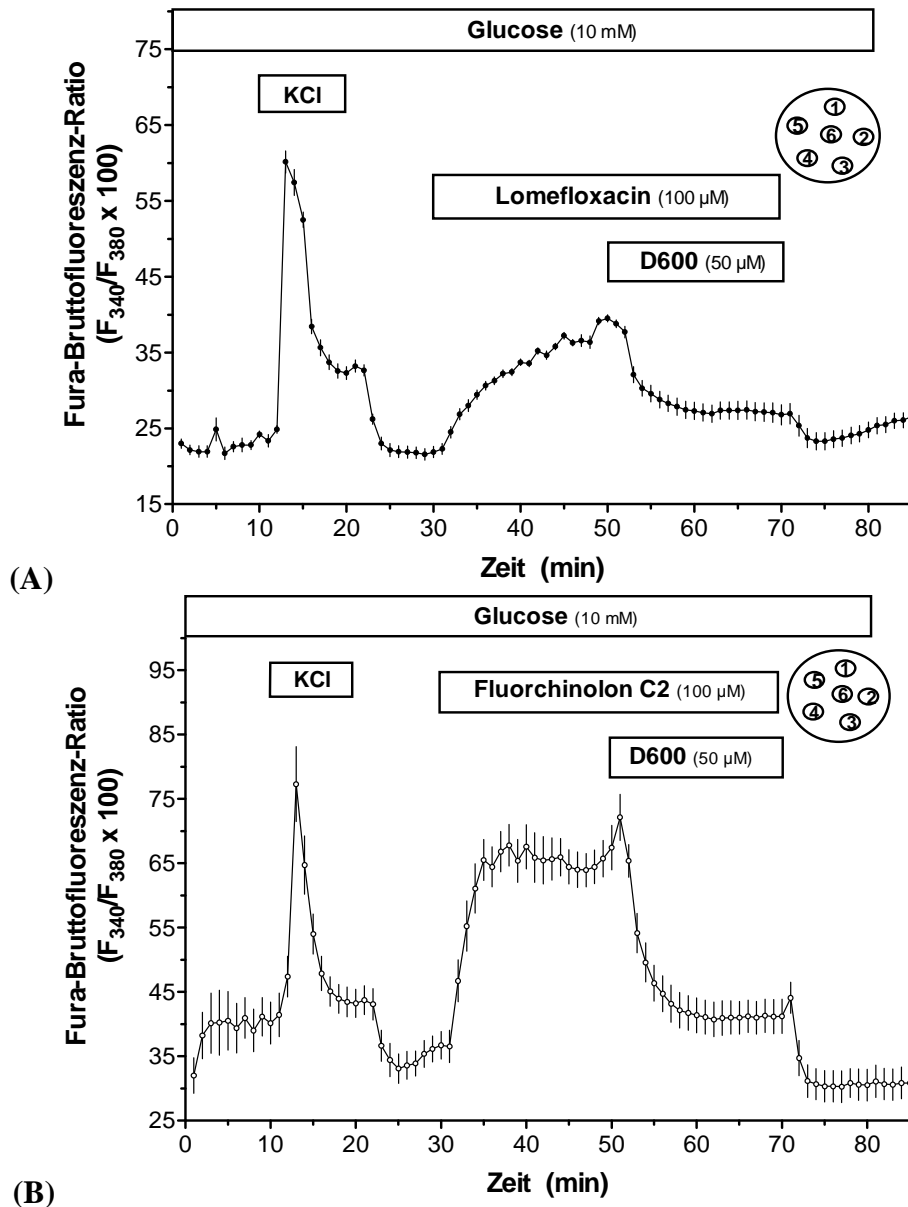 Glucose (10 mM)
KCl
Lomefloxacin (100 µM)
D600 (50 µM)
1
5
6
2
4
3
Fura-Bruttofluoreszenz-Ratio
(F340/F380 x 100)
75
65
55
45
35
25
15
0 10 20 30 40 50 60 70 80
Zeit (min)
(A)
Glucose (10 mM)
KCl
Fluorchinolon C2 (100 µM)
D600 (50 µM)
1
5
6
2
4
3
Fura-Bruttofluoreszenz-Ratio
(F340/F380 x 100)
95
85
75
65
55
45
35
25
0 10 20 30 40 50 60 70 80
Zeit (min)
(B)